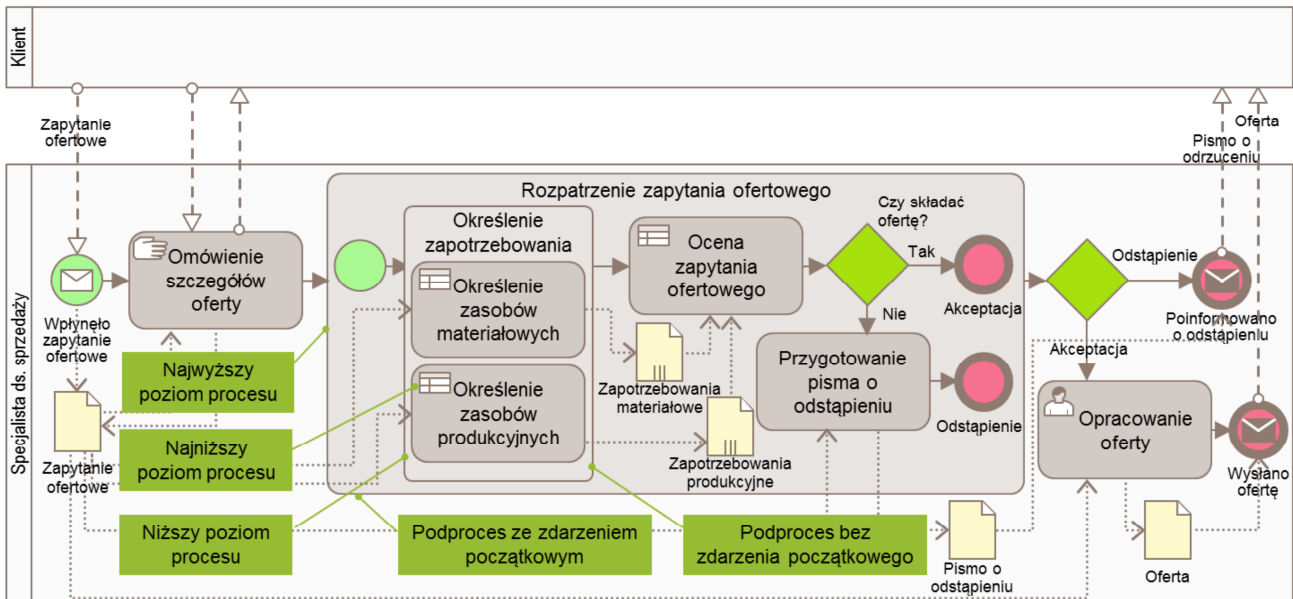 Klient
Zapytanie
ofertowe
Oferta
Pismo o
odrzuceniu
Specjalista ds. sprzedaży
Rozpatrzenie zapytania ofertowego
Wpłynęło
zapytanie
ofertowe
Omówienie
szczegółów
oferty
Określenie
zapotrzebowania
Określenie
zasobów
materiałowych
Określenie
zasobów
produkcyjnych
Ocena
zapytania
ofertowego
Czy składać
ofertę?
Tak
Nie
Akceptacja
Przygotowanie
pisma o
odstąpieniu
Odstąpienie
Zapotrzebowania
materiałowe
Zapotrzebowania
produkcyjne
Odstąpienie
Akceptacja
Poinformowano
o odstąpieniu
Opracowanie
oferty
Wysłano
ofertę
Zapytanie
ofertowe
Najwyższy
poziom procesu
Najniższy
poziom procesu
Niższy poziom
procesu
Podproces ze zdarzeniem
początkowym
Podproces bez
zdarzenia początkowego
Pismo o
odstąpieniu
Oferta